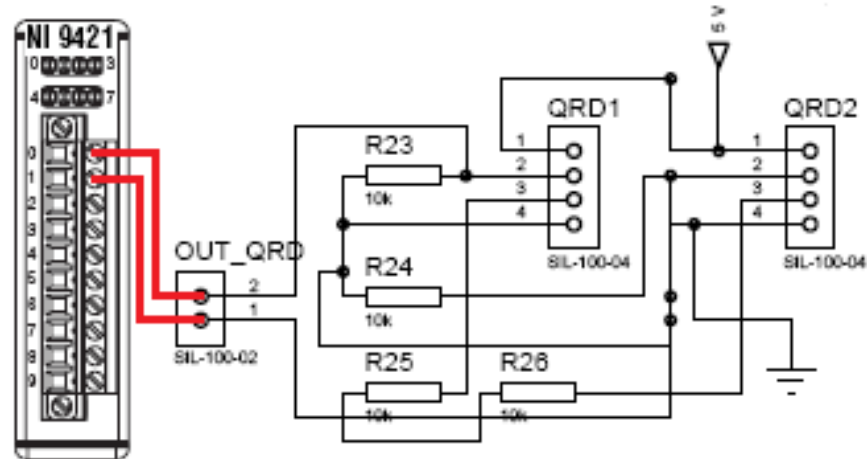 NI 9421
0 3
4 7
0
1
2
3
4
5
6
7
8
9
OUT_QRD
2
1
SIL-100-02
R23
10k
R24
10k
R25
10k
R26
10k
QRD1
1
2
3
4
SIL-100-04
5 V
QRD2
1
2
3
4
SIL-100-04